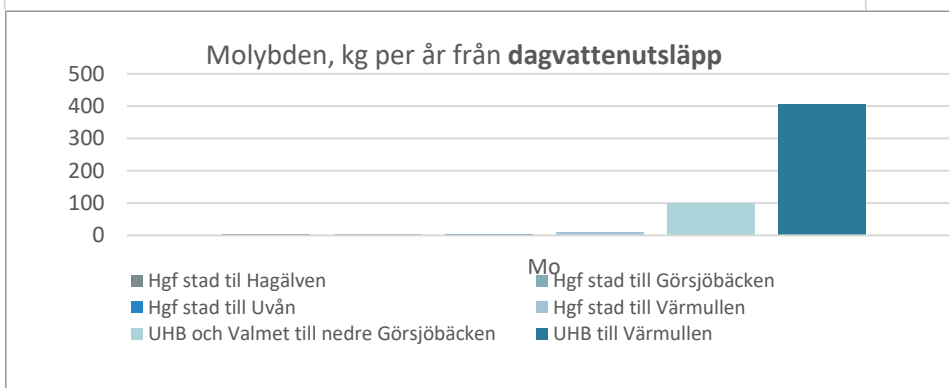 Molybden, kg per år från dagvattenutsläpp
500
400
300
200
100
0
Mo
Hgf stad til Hagälven
Hgf stad till Görsjöbäcken
Hgf stad till Uvån
Hgf stad till Värmullen
UHB och Valmet till nedre Görsjöbäcken
UHB till Värmullen